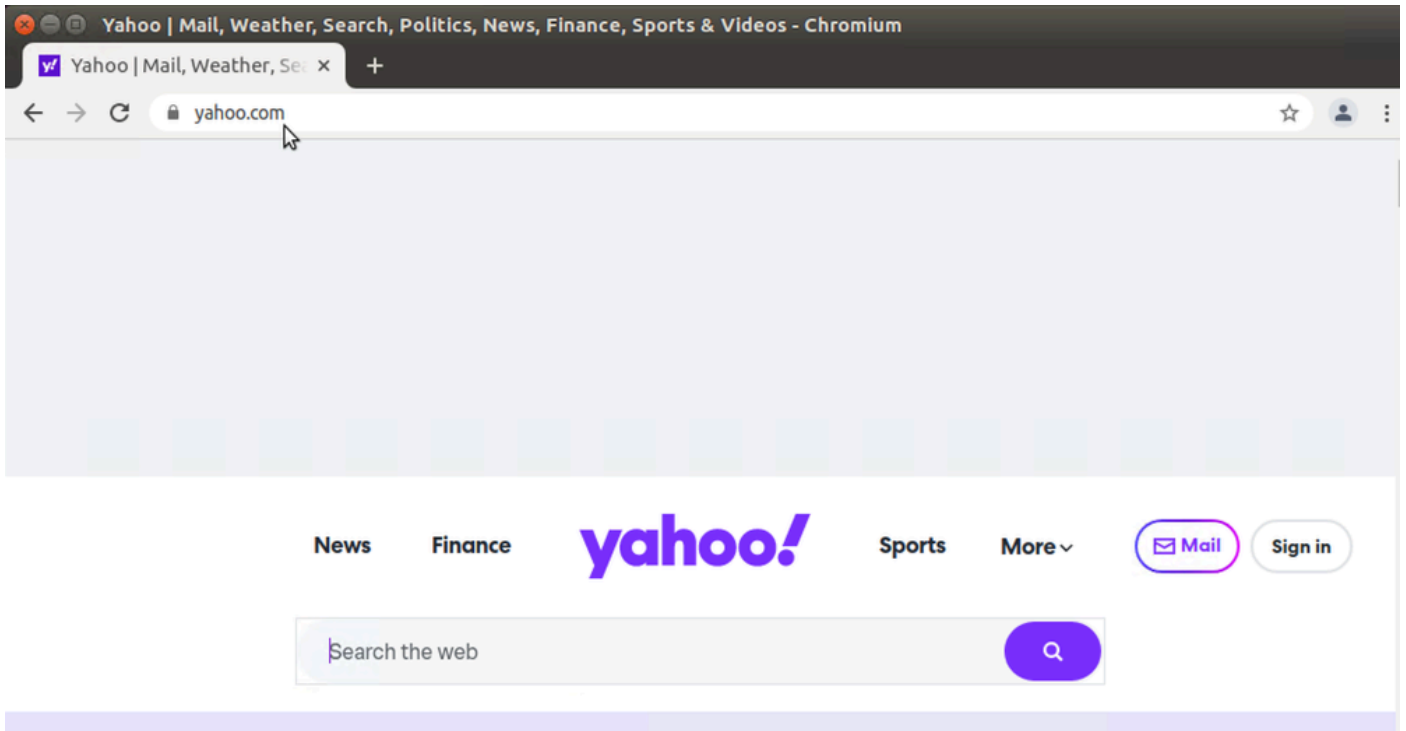 Yahoo | Mail, Weather, Search, Politics, News, Finance, Sports & Videos - Chromium
y! Yahoo | Mail, Weather, Sea
yahoo.com
News Finance yahoo! Sports More Mail Sign in
Search the web